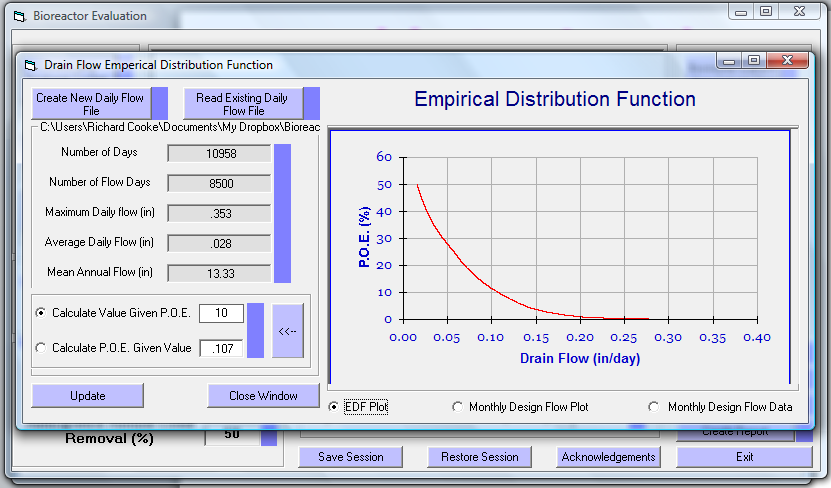 Bioreactor Evaluation
Drain Flow Emperical Distribution Function
Create New Daily Flow
File
Read Existing Daily
Flow File
C:\Users\Richard Cooke\Documents\My Dropbox\Bioreac
Number of Days
10958
Number of Flow Days
8500
Maximum Daily flow (in)
.353
Average Daily Flow (in)
.028
Mean Annual Flow (in)
13.33
Calculate Value Given P.O.E.
10
Calculate P.O.E. Given Value
.107
<<--
Update
Close Window
Empirical Distribution Function
P.O.E. (%)
60
50
40
30
20
10
0
0.00 0.05 0.10 0.15 0.20 0.25 0.30 0.35 0.40
Drain Flow (in/day)
EDF Plot
Monthly Design Flow Plot
Monthly Design Flow Data
Removal (%)
50
Create Report
Save Session
Restore Session
Acknowledgements
Exit